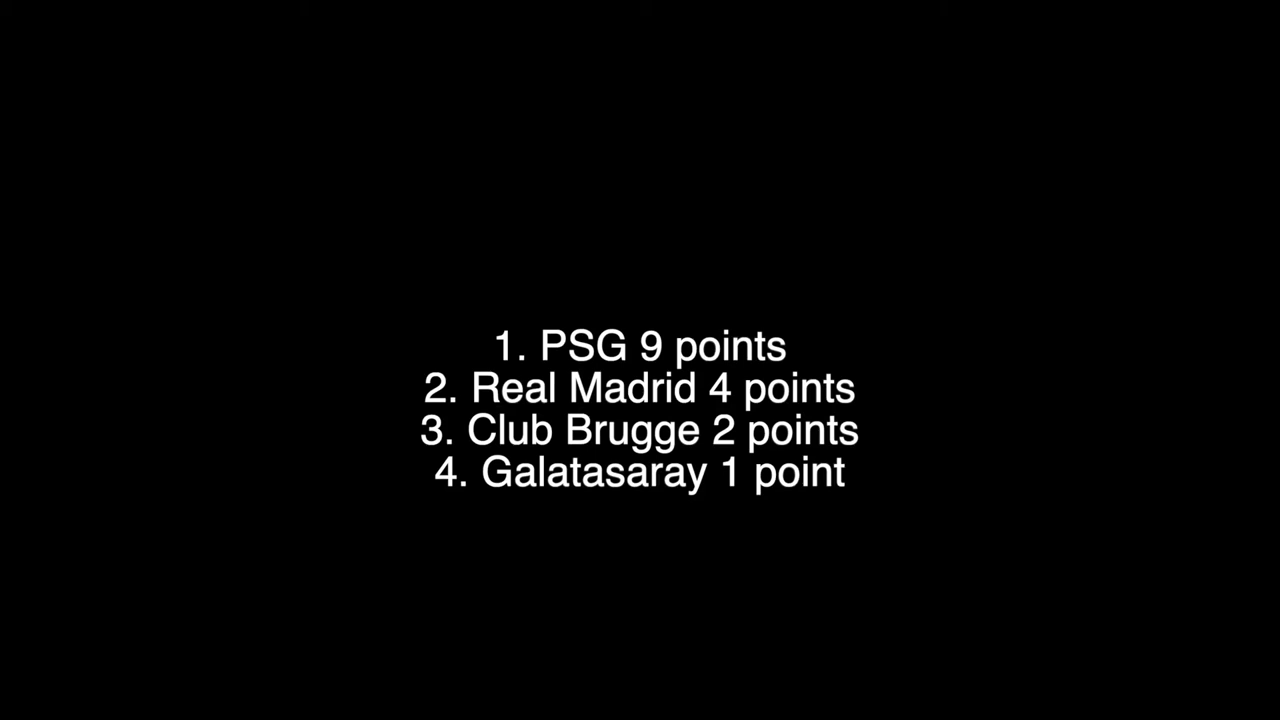 1. PSG 9 points
2. Real Madrid 4 points
3. Club Brugge 2 points
4. Galatasaray 1 point